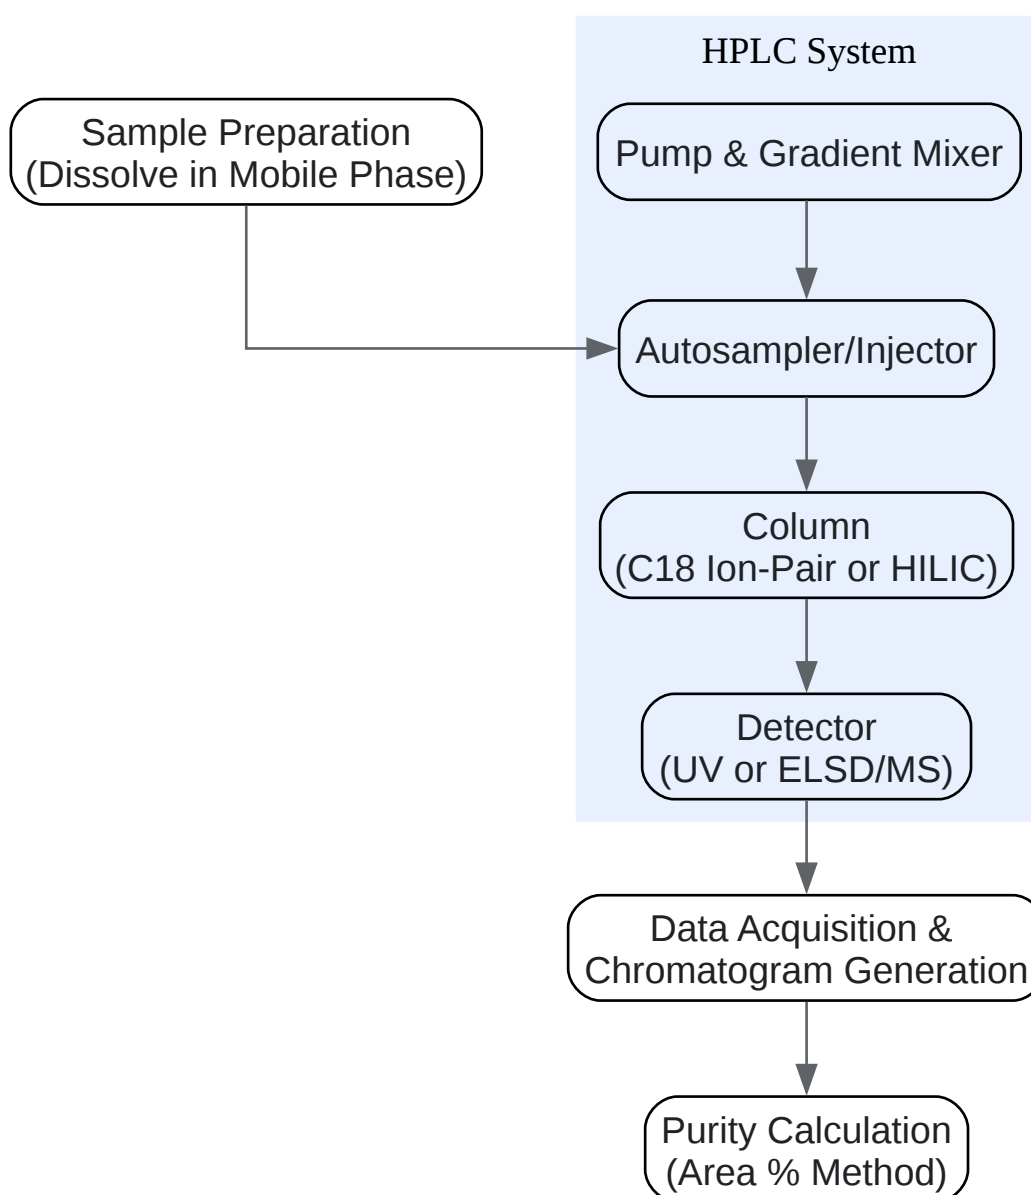 HPLC System
Sample Preparation
(Dissolve in Mobile Phase)
Pump & Gradient Mixer
Autosampler/Injector
Column
(C18 Ion-Pair or HILIC)
Detector
(UV or ELSD/MS)
Data Acquisition &
Chromatogram Generation
Purity Calculation
(Area % Method)